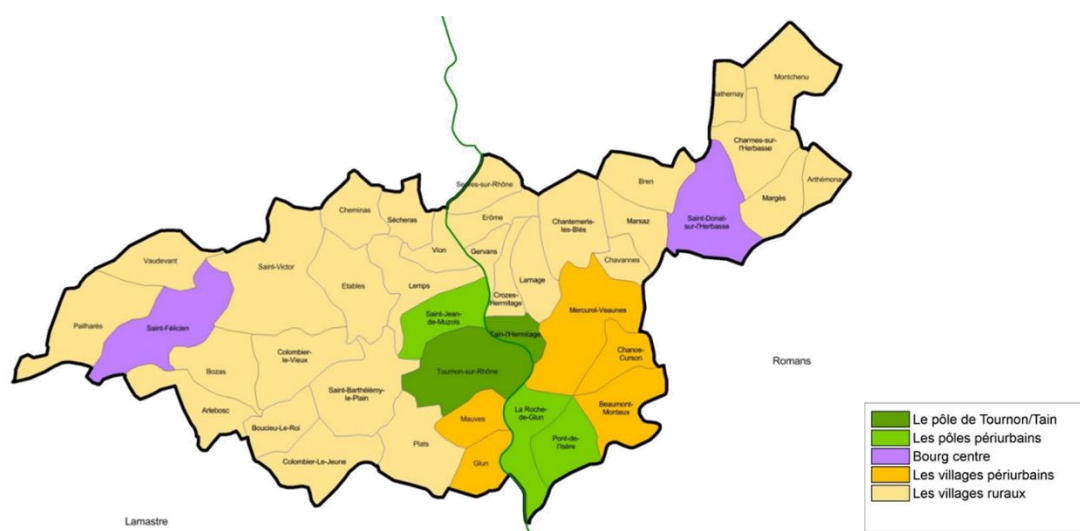 Montchenu
Bathernay
Charmes-sur-
l'Herbasse
Arthémonay
Margès
Bren
Saint-Donat-
sur-l'Herbasse
Marsaz
Chavannes
Chantemerle-
les-Blés
Serves-sur-Rhône
Erôme
Gervans
Larnage
Crozes-
Hermitage
Cheminas
Sécheras
Vion
Vaudevant
Saint-Victor
Etables
Lemps
Pailharès
Saint-Félicien
Saint-Jean-
de-Muzols
Tain-l'Hermitage
Mercurol-Veaunes
Chanos-
Curson
Romans
Colombier-
le-Vieux
Bozas
Tournon-sur-Rhône
Saint-Barthélémy-
le-Plain
Arlebosc
Boucieu-Le-Roi
Colombier-Le-Jeune
Plats
Mauves
Glun
La Roche-
de-Glun
Pont-de-
l'Isère
Beaumont-
Monteux
Lamastre
Le pôle de Tournon/Tain
Les pôles périurbains
Bourg centre
Les villages périurbains
Les villages ruraux